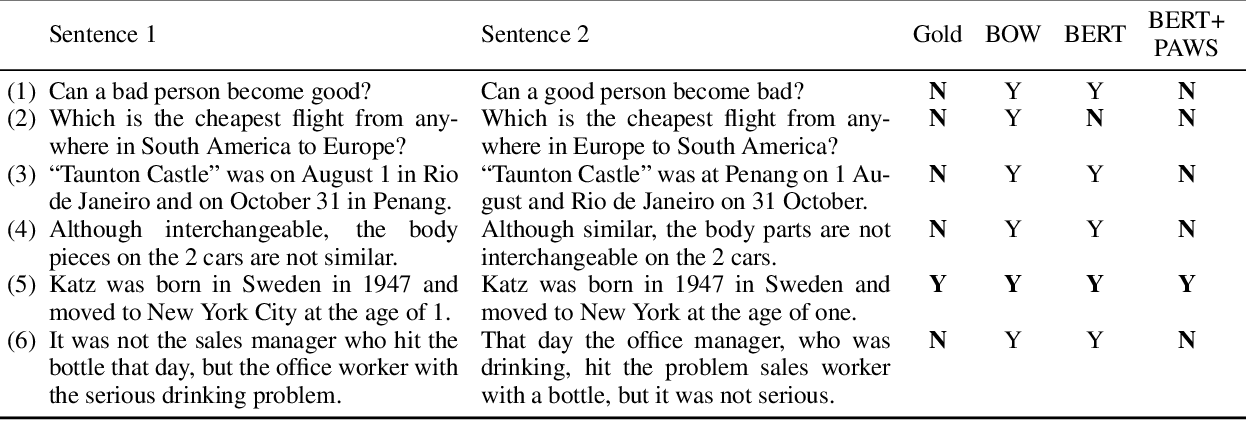 Sentence 1 Sentence 2 Gold BOW BERT BERT+ PAWS
(1) Can a bad person become good? Can a good person become bad? N Y Y N
(2) Which is the cheapest flight from any- Which is the cheapest flight from any- N Y N N
where in South America to Europe? where in Europe to South America?
(3) “Taunton Castle” was on August 1 in Rio “Taunton Castle” was at Penang on 1 Au- N Y Y N
de Janeiro and on October 31 in Penang. gust and Rio de Janeiro on 31 October.
(4) Although interchangeable, the body Although similar, the body parts are not N Y Y N
pieces on the 2 cars are not similar. interchangeable on the 2 cars.
(5) Katz was born in Sweden in 1947 and Katz was born in 1947 in Sweden and Y Y Y Y
moved to New York City at the age of 1. moved to New York at the age of one.
(6) It was not the sales manager who hit the That day the office manager, who was N Y Y N
bottle that day, but the office worker with drinking, hit the problem sales worker
the serious drinking problem. with a bottle, but it was not serious.